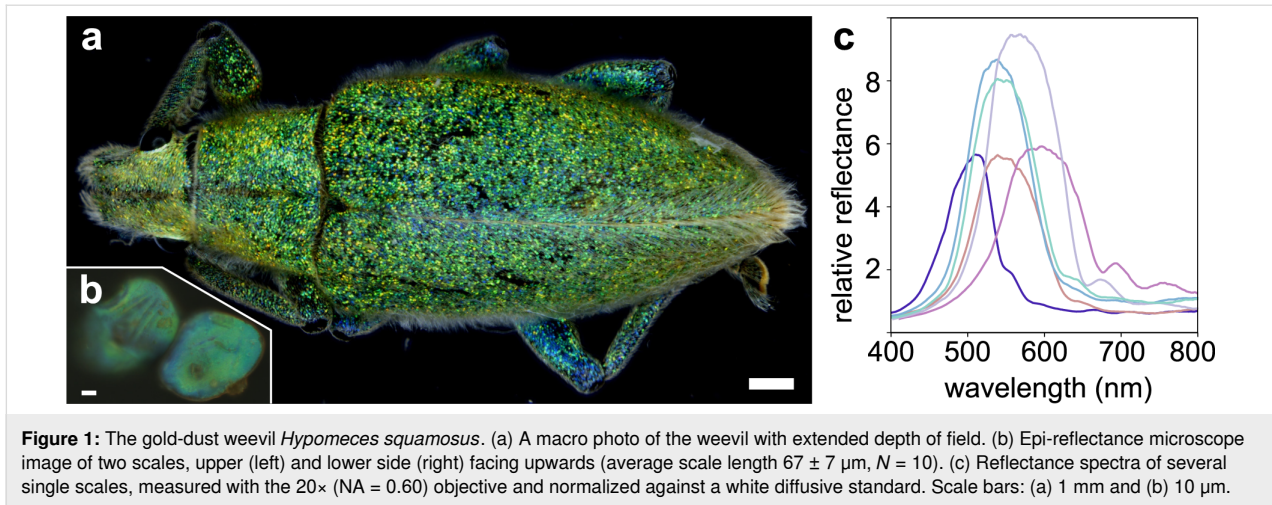 a
b
c
8
6
4
2
relative reflectance
400 500 600 700 800
wavelength (nm)
Figure 1: The gold-dust weevil Hypomeces squamosus. (a) A macro photo of the weevil with extended depth of field. (b) Epi-reflectance microscope
image of two scales, upper (left) and lower side (right) facing upwards (average scale length 67 ± 7 μm, N = 10). (c) Reflectance spectra of several
single scales, measured with the 20× (NA = 0.60) objective and normalized against a white diffusive standard. Scale bars: (a) 1 mm and (b) 10 μm.